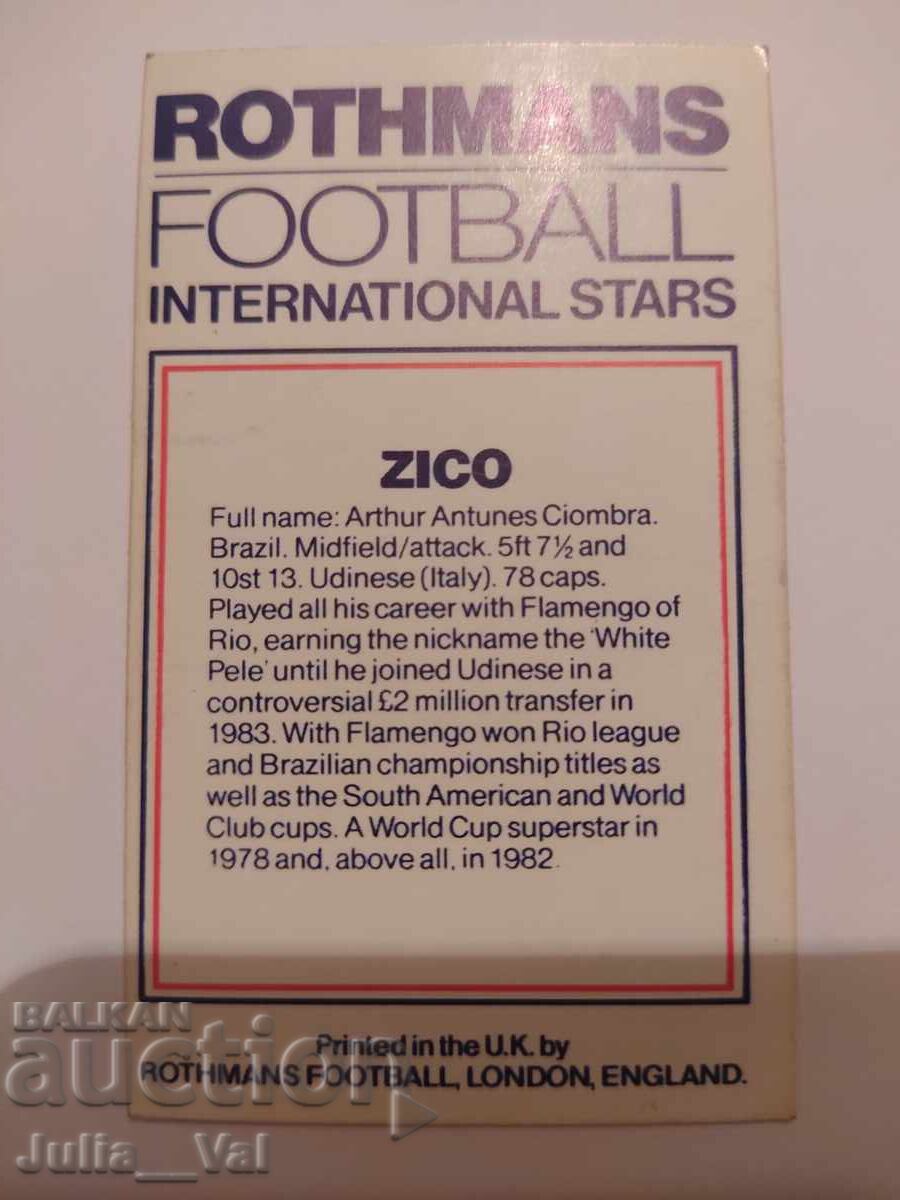 ROTHMANS
FOOTBALL
INTERNATIONAL STARS
ZICO
Full name: Arthur Antunes Ciombra.
Brazil. Midfield/attack. 5ft 7½ and
10st 13. Udinese (Italy). 78 caps.
Played all his career with Flamengo of
Rio, earning the nickname the 'White
Pele' until he joined Udinese in a
controversial £2 million transfer in
1983. With Flamengo won Rio league
and Brazilian championship titles as
well as the South American and World
Club cups. A World Cup superstar in
1978 and, above all, in 1982.
Printed in the U.K. by
ROTHMANS FOOTBALL, LONDON, ENGLAND.
BALKAN
auction
Julia__Val